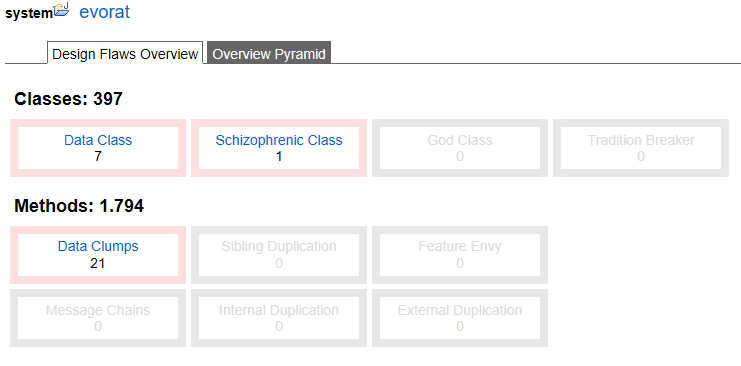 system evorat
Design Flaws Overview Overview Pyramid
Classes: 397
Data Class Schizophrenic Class God Class Tradition Breaker
7 1 0 0
Methods: 1.794
Data Clumps Sibling Duplication Feature Envy
21 0 0
Message Chains Internal Duplication External Duplication
0 0 0